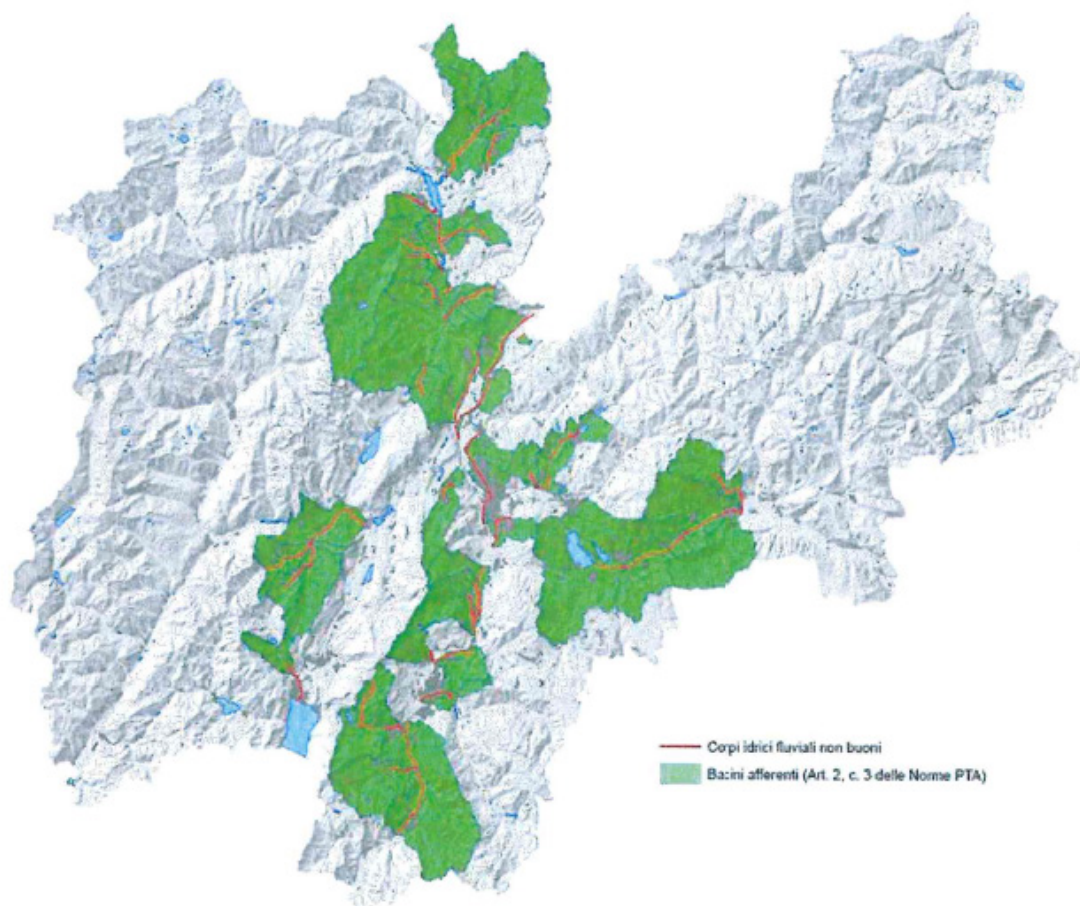 Corpi idrici fluviali non buoni
Bacini afferenti (Art. 2, c. 3 delle Norme PTA)